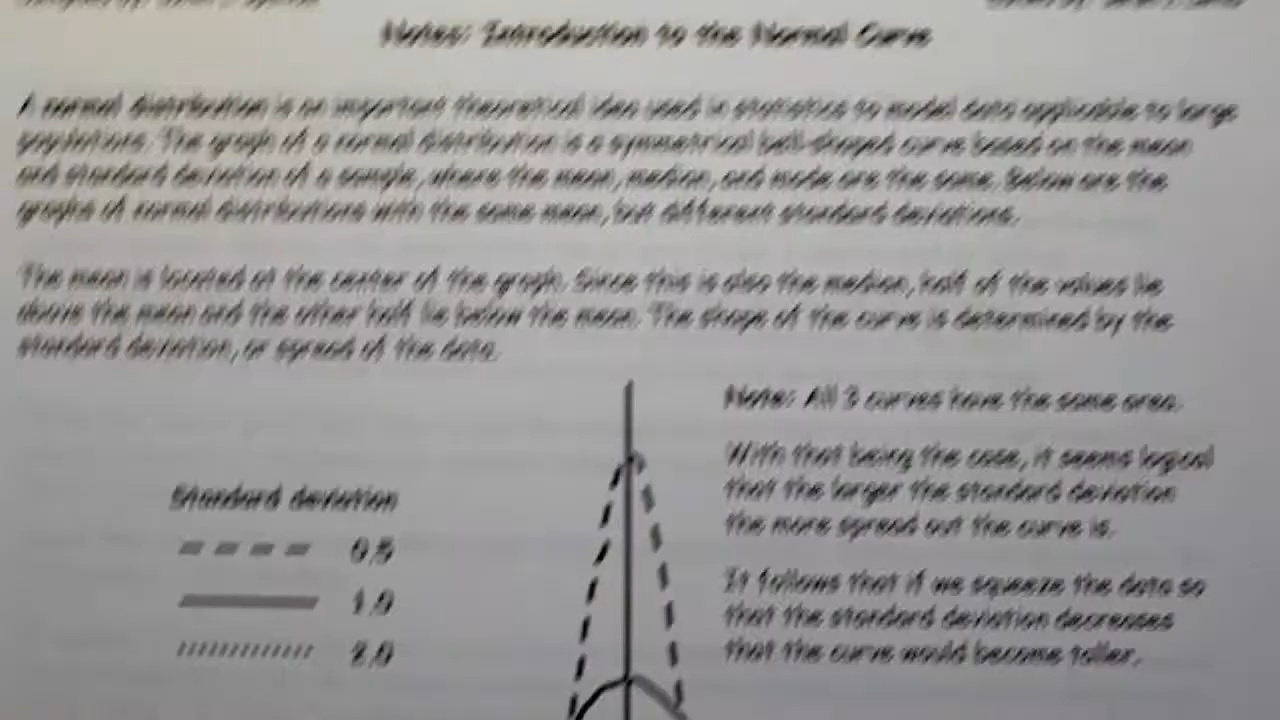 Notes: Introduction to the Normal Curve
A normal distribution is an important theoretical idea used in statistics to model data applicable to large
populations. The graph of a normal distribution is a symmetrical bell-shaped curve based on the mean
and standard deviation of a sample, where the mean, median, and mode are the same. Below are the
graphs of normal distributions with the same mean, but different standard deviations.
The mean is located at the center of the graph. Since this is also the median, half of the values lie
above the mean and the other half lie below the mean. The shape of the curve is determined by the
standard deviation, or spread of the data.
Note: All 3 curves have the same area.
With that being the case, it seems logical
that the larger the standard deviation
the more spread out the curve is.
It follows that if we squeeze the data so
that the standard deviation decreases
that the curve would become taller.
Standard deviation
0.5
1.0
2.0